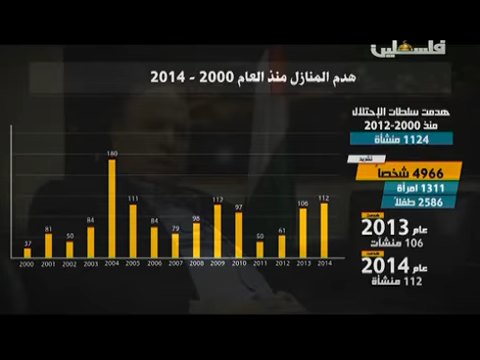 فلسطين
هدم المنازل منذ العام 2000 - 2014
هدمت سلطات الإحتلال
منذ 2000-2012
1124 منشأة
تشريد
4966 شخصاً
1311 امرأة
2586 طفلاً
هدمت
عام 2013
106 منشآت
هدمت
عام 2014
112 منشأة
37 81 50 84 180 111 84 79 98 112 97 50 61 106 112
2000 2001 2002 2003 2004 2005 2006 2007 2008 2009 2010 2011 2012 2013 2014